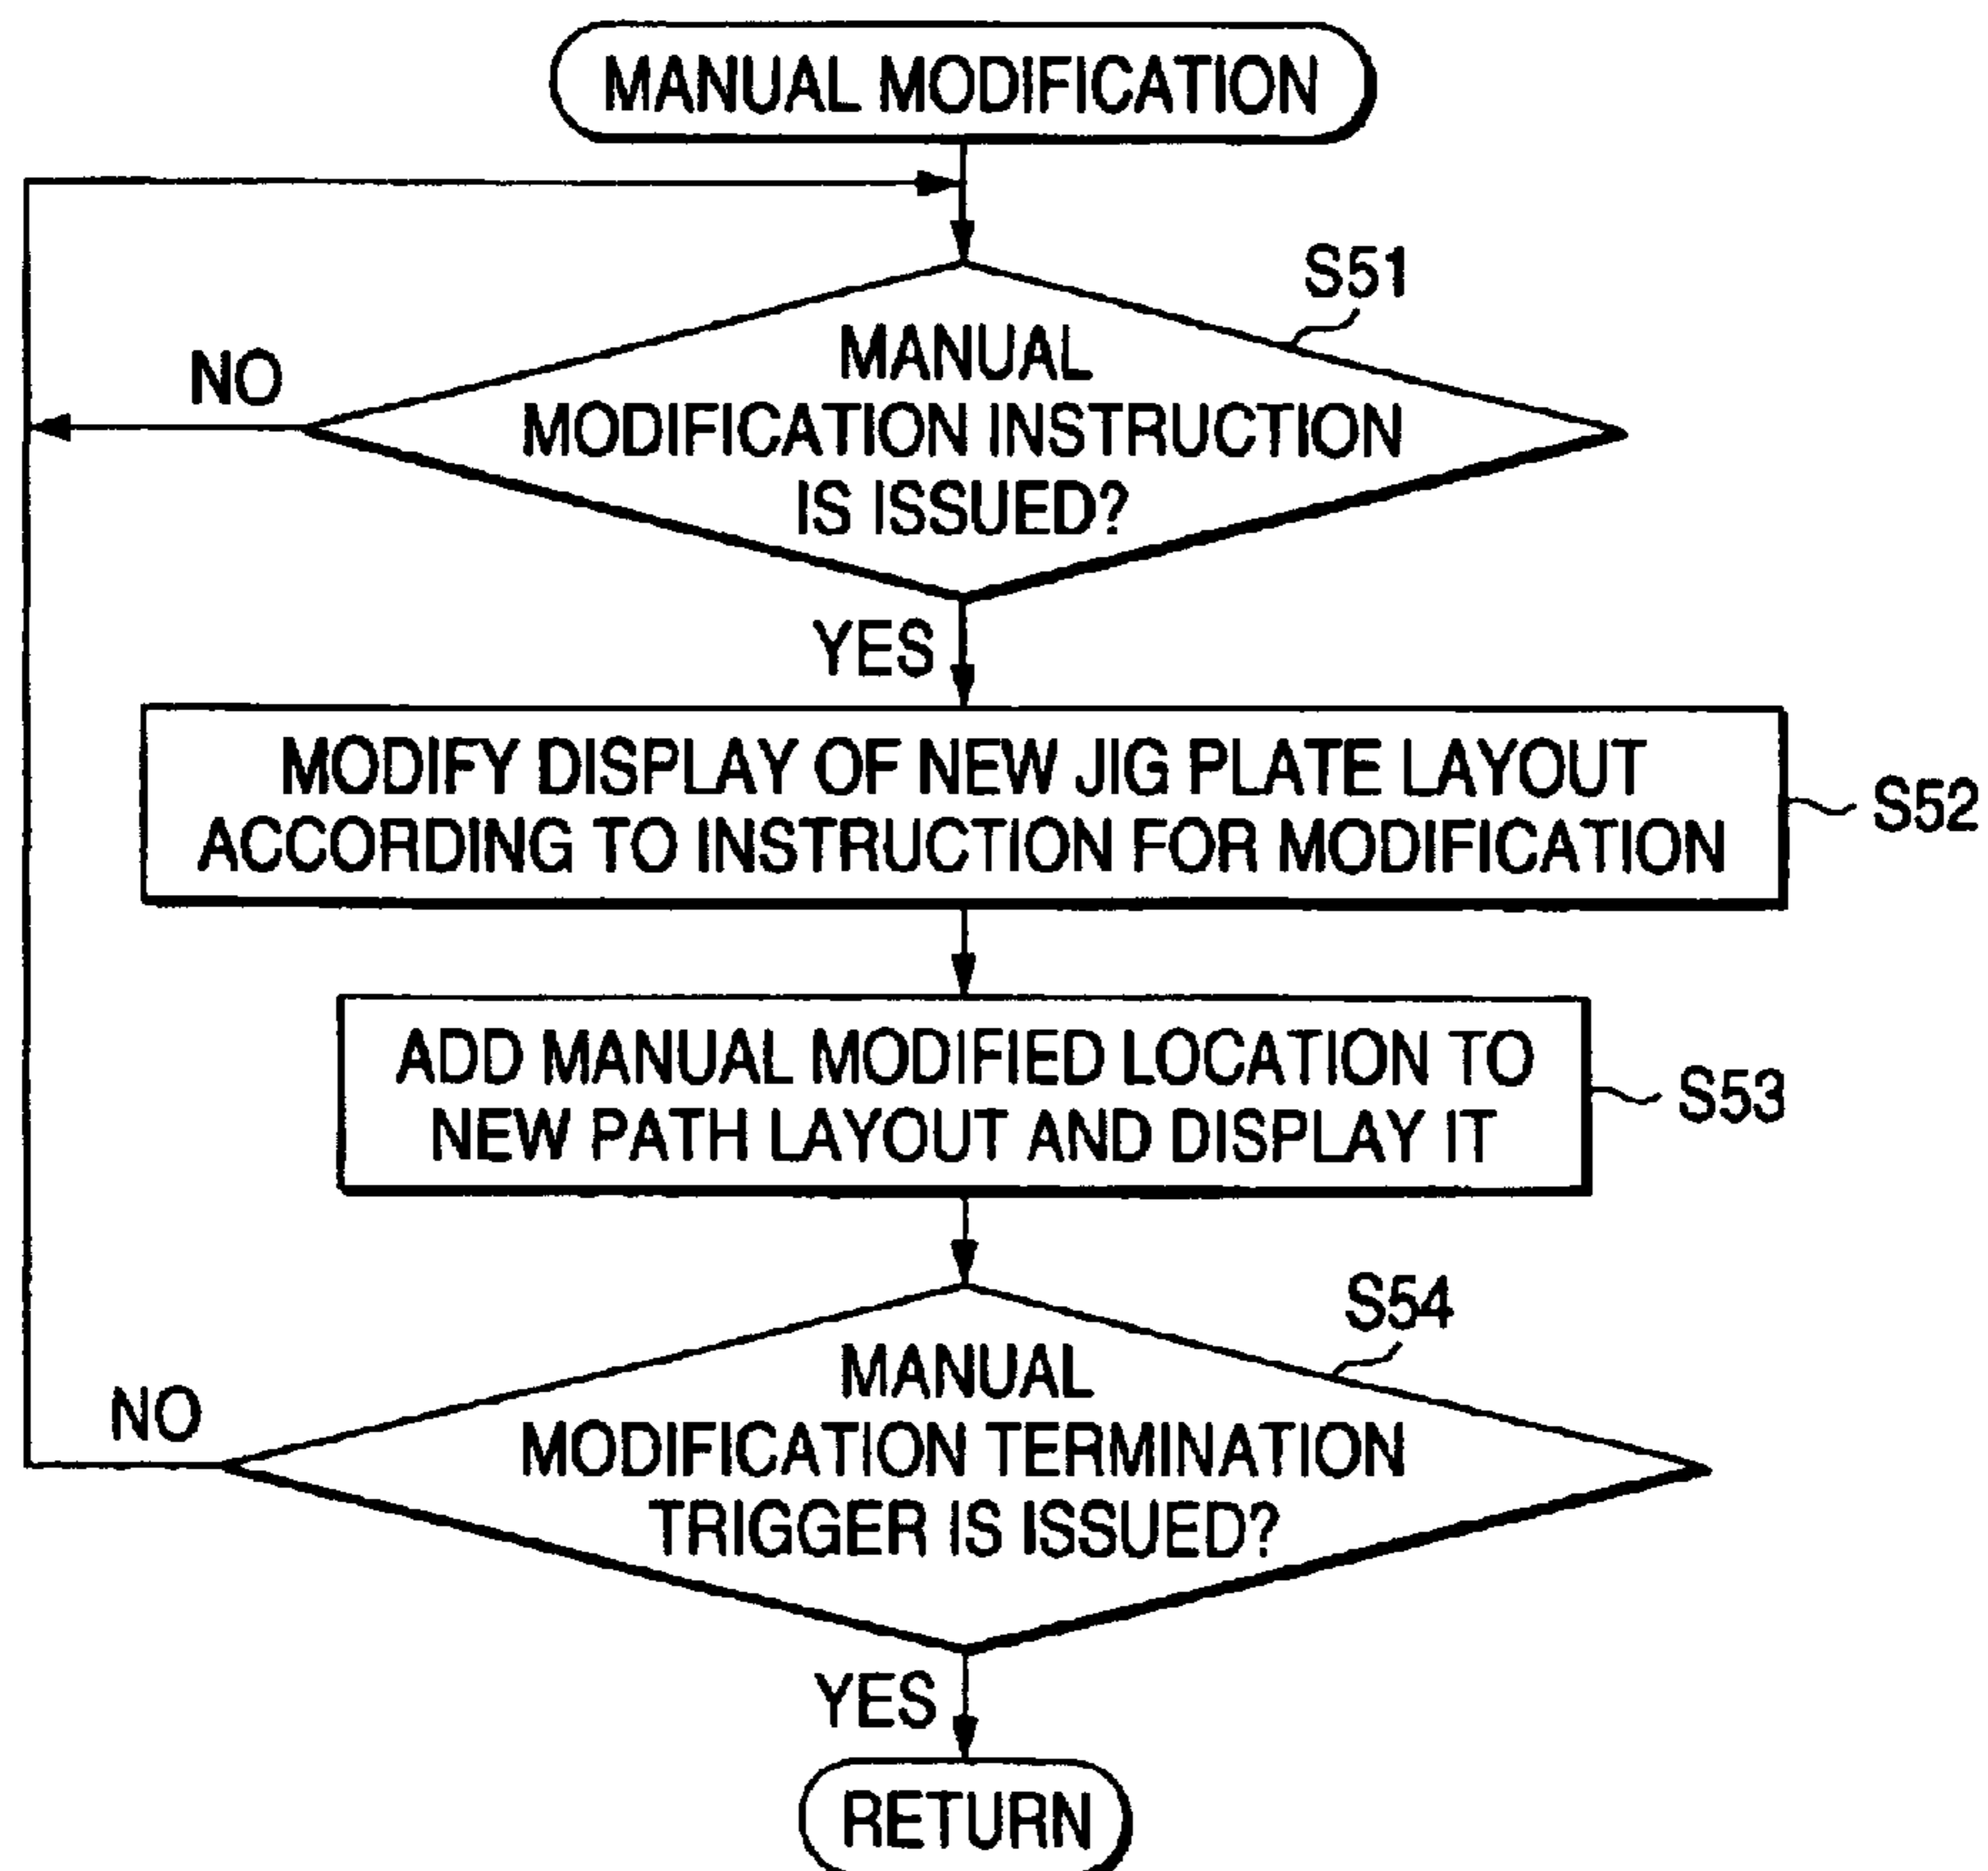 MANUAL MODIFICATION
S51
MANUAL
MODIFICATION INSTRUCTION
IS ISSUED?
NO
YES
MODIFY DISPLAY OF NEW JIG PLATE LAYOUT
ACCORDING TO INSTRUCTION FOR MODIFICATION
S52
ADD MANUAL MODIFIED LOCATION TO
NEW PATH LAYOUT AND DISPLAY IT
S53
S54
MANUAL
MODIFICATION TERMINATION
TRIGGER IS ISSUED?
NO
YES
RETURN